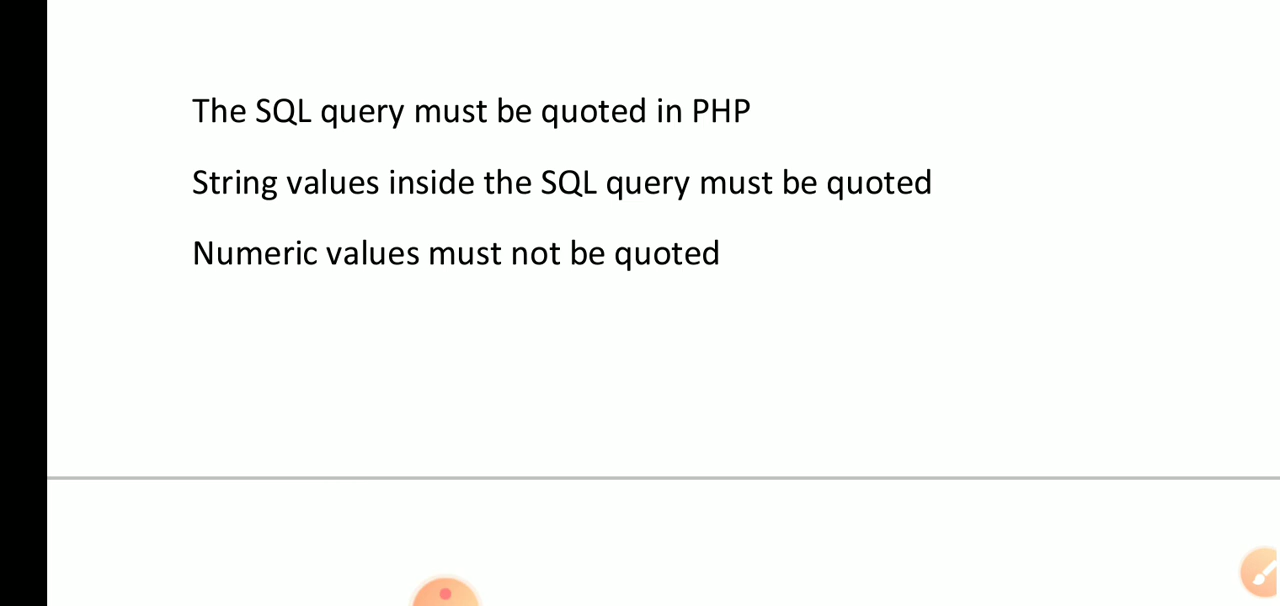 The SQL query must be quoted in PHP
String values inside the SQL query must be quoted
Numeric values must not be quoted